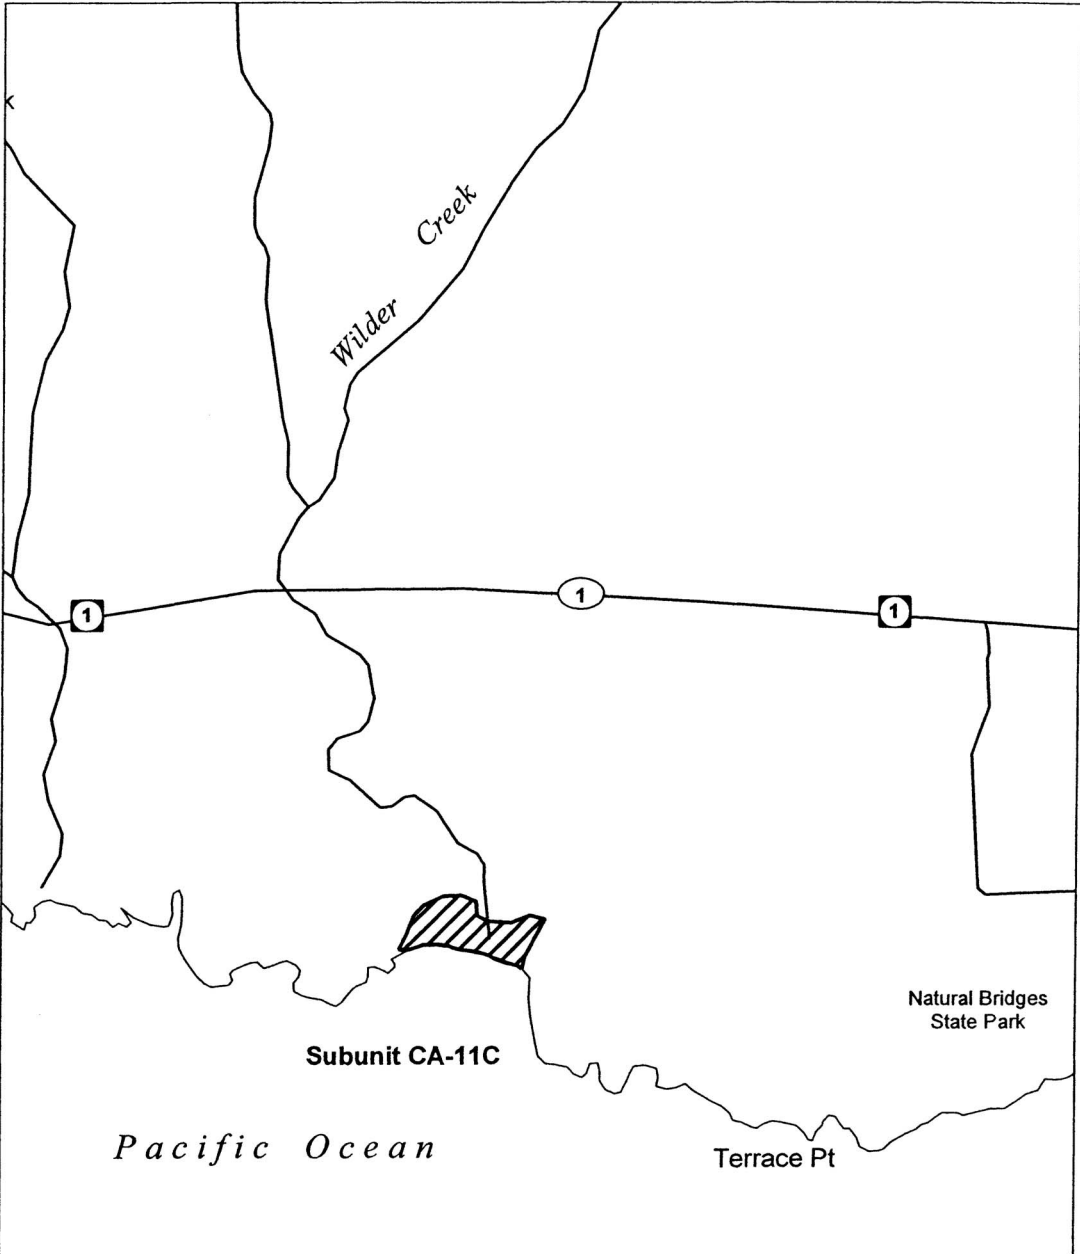 K
Creek
Wilder
1
1
1
Natural Bridges
State Park
Subunit CA-11C
Pacific Ocean
Terrace Pt